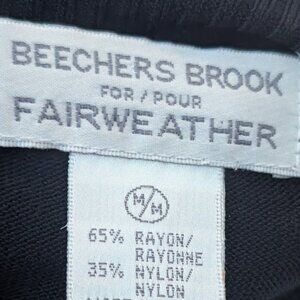 BEECHERS BROOK
FOR / POUR
FAIRWEATHER
M/M
65% RAYON/
RAYONNE
35% NYLON/
NYLON